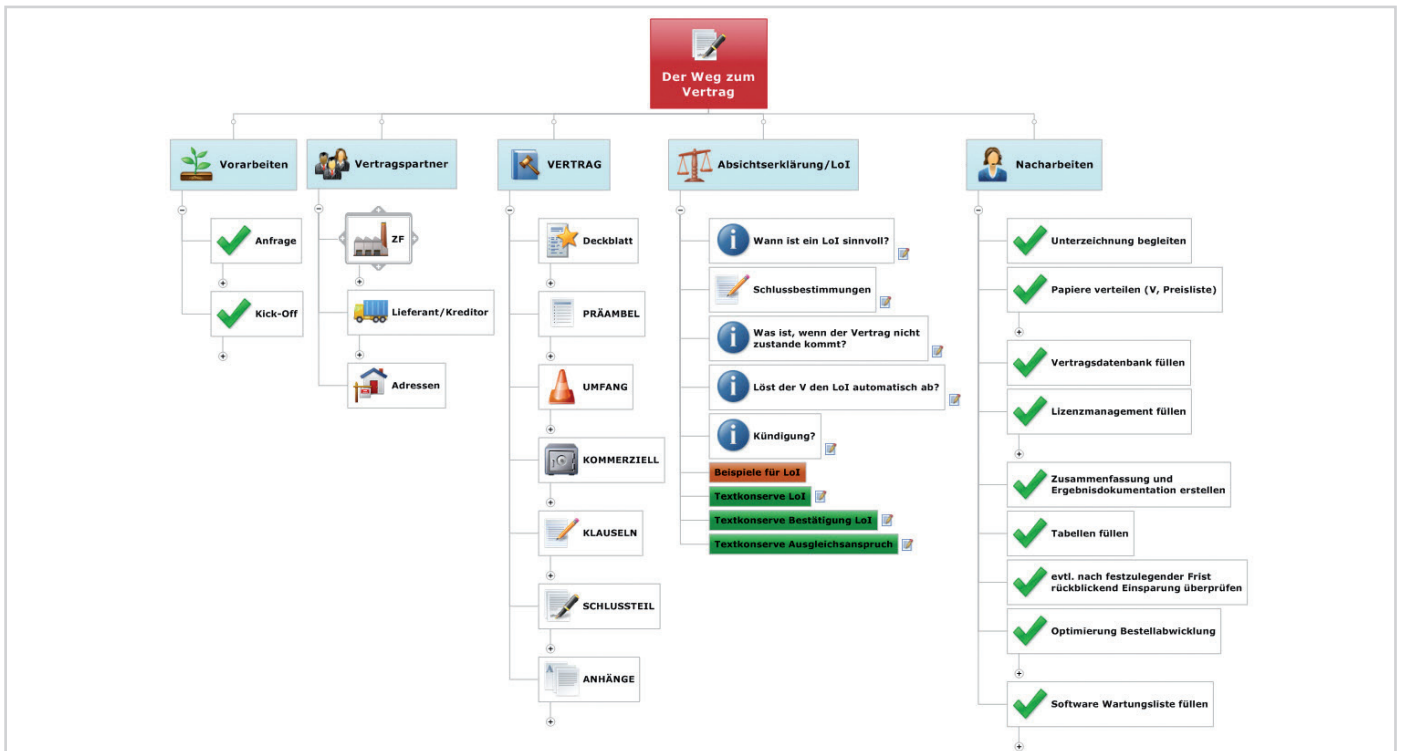 Der Weg zum
Vertrag
Vorarbeiten
Anfrage
Kick-Off
Vertragspartner
ZF
Lieferant/Kreditor
Adressen
VERTRAG
Deckblatt
PRÄAMBEL
UMFANG
KOMMERZIELL
KLAUSELN
SCHLUSSTEIL
ANHÄNGE
Absichtserklärung/LoI
Wann ist ein LoI sinnvoll?
Schlussbestimmungen
Was ist, wenn der Vertrag nicht
zustande kommt?
Löst der V den LoI automatisch ab?
Kündigung?
Beispiele für LoI
Textkonserve LoI
Textkonserve Bestätigung LoI
Textkonserve Ausgleichsanspruch
Nacharbeiten
Unterzeichnung begleiten
Papiere verteilen (V, Preisliste)
Vertragsdatenbank füllen
Lizenzmanagement füllen
Zusammenfassung und
Ergebnisdokumentation erstellen
Tabellen füllen
evtl. nach festzulegender Frist
rückblickend Einsparung überprüfen
Optimierung Bestellabwicklung
Software Wartungsliste füllen